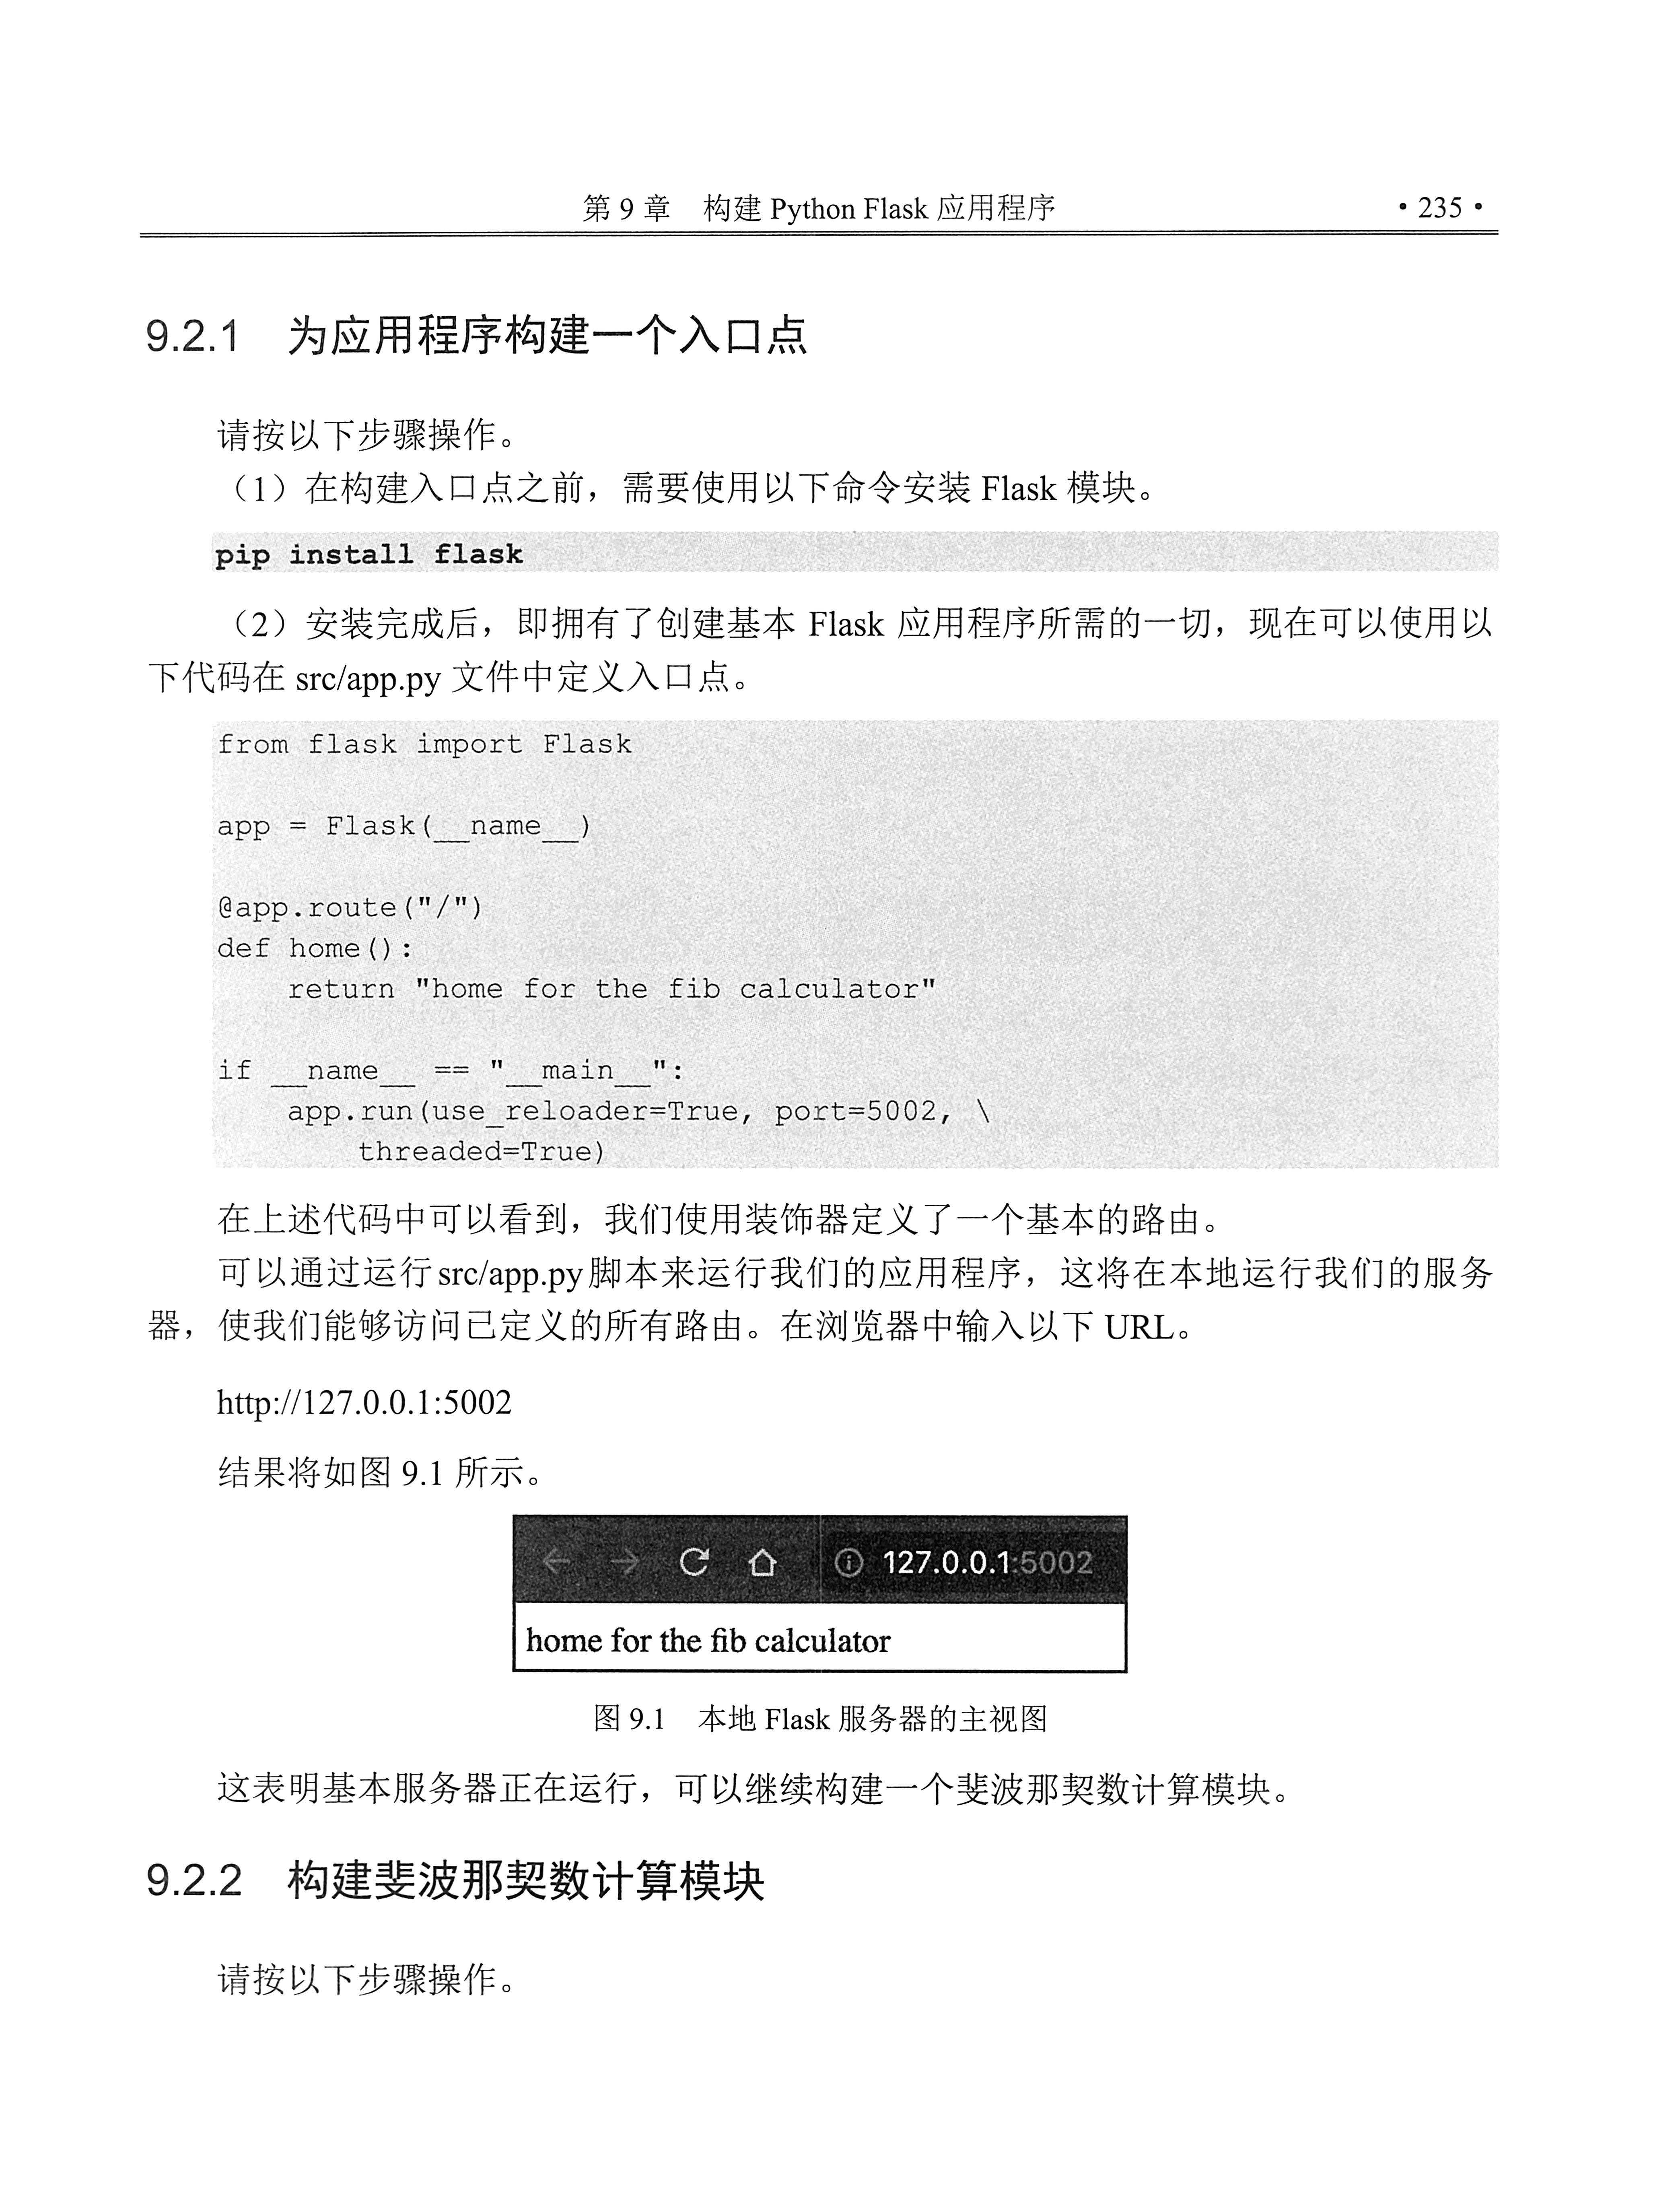 第 9 章　构建 Python Flask 应用程序　• 235 •
9.2.1　为应用程序构建一个入口点
请按以下步骤操作。
（1）在构建入口点之前，需要使用以下命令安装 Flask 模块。
pip install flask
（2）安装完成后，即拥有了创建基本 Flask 应用程序所需的一切，现在可以使用以
下代码在 src/app.py 文件中定义入口点。
from flask import Flask
app = Flask(__name__)
@app.route("/")
def home():
    return "home for the fib calculator"
if __name__ == "__main__":
    app.run(use_reloader=True, port=5002, \
        threaded=True)
在上述代码中可以看到，我们使用装饰器定义了一个基本的路由。
可以通过运行 src/app.py 脚本来运行我们的应用程序，这将在本地运行我们的服务
器，使我们能够访问已定义的所有路由。在浏览器中输入以下 URL。
http://127.0.0.1:5002
结果将如图 9.1 所示。
127.0.0.1:5002
home for the fib calculator
图 9.1　本地 Flask 服务器的主视图
这表明基本服务器正在运行，可以继续构建一个斐波那契数计算模块。
9.2.2　构建斐波那契数计算模块
请按以下步骤操作。